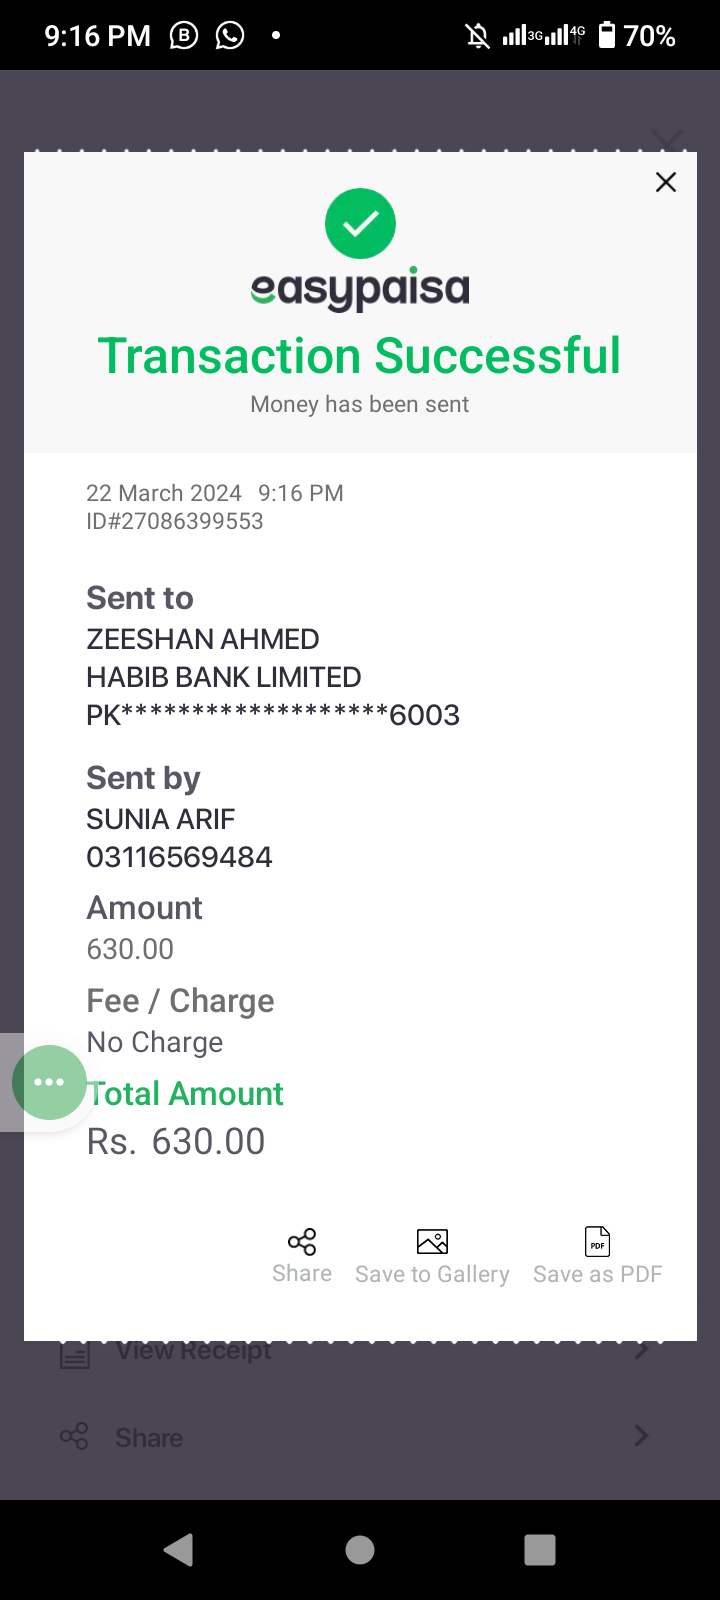 9:16 PM B 3G 4G 70%
easypaisa
Transaction Successful
Money has been sent
22 March 2024 9:16 PM
ID#27086399553
Sent to
ZEESHAN AHMED
HABIB BANK LIMITED
PK*******************6003
Sent by
SUNIA ARIF
03116569484
Amount
630.00
Fee / Charge
No Charge
Total Amount
Rs. 630.00
PDF
Share Save to Gallery Save as PDF
View Receipt
Share